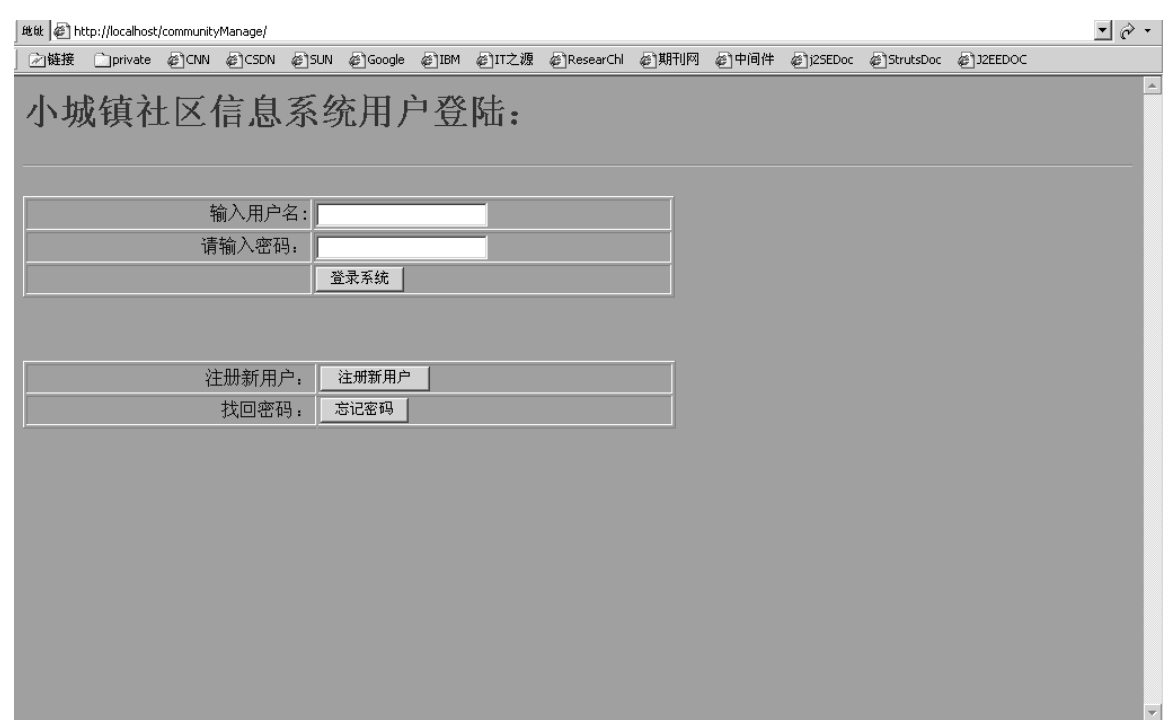 地址 http://localhost/communityManage/
链接 private CNN CSDN SUN Google IBM IT之源 ResearChl 期刊网 中间件 j2SEDoc StrutsDoc J2EEDOC
小城镇社区信息系统用户登陆：
输入用户名：
请输入密码：
登录系统
注册新用户： 注册新用户
找回密码： 忘记密码